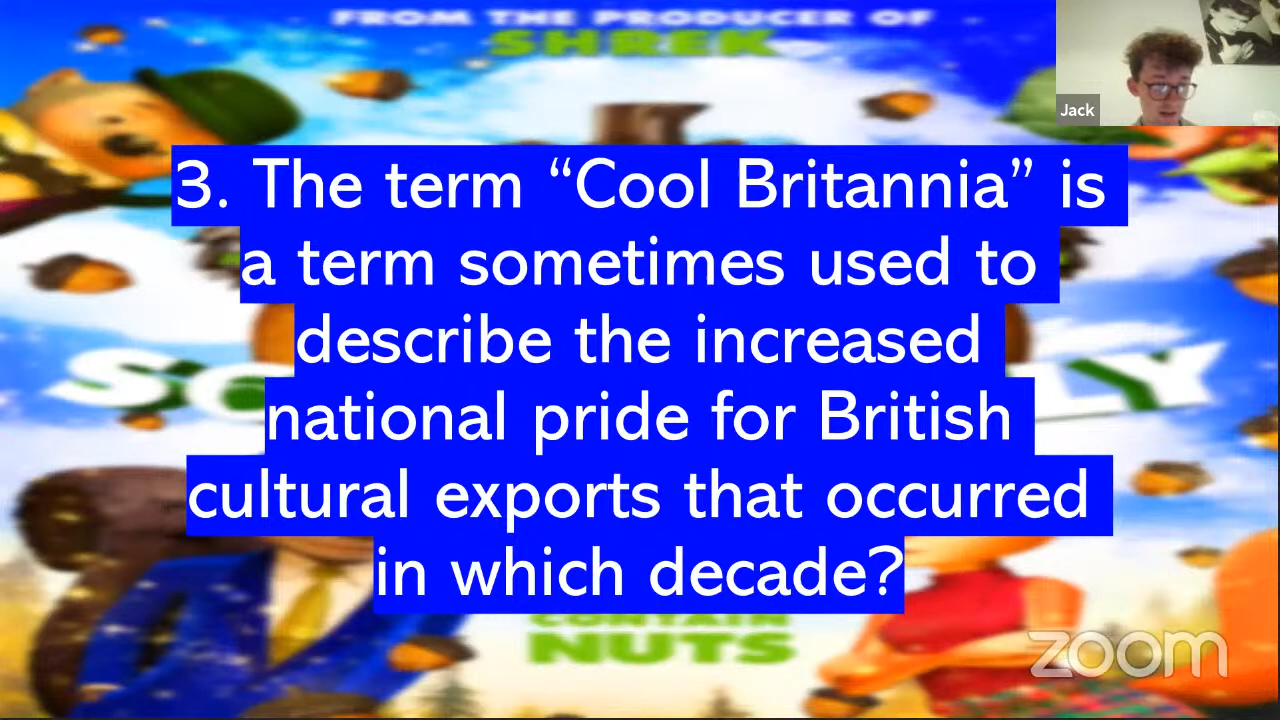 FROM THE PRODUCER OF
SHREK
Jack
3. The term “Cool Britannia” is
a term sometimes used to
describe the increased
national pride for British
cultural exports that occurred
in which decade?
CONTAIN
NUTS
zoom